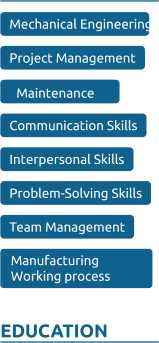 Mechanical Engineering
Project Management
Maintenance
Communication Skills
Interpersonal Skills
Problem-Solving Skills
Team Management
Manufacturing
Working process
EDUCATION